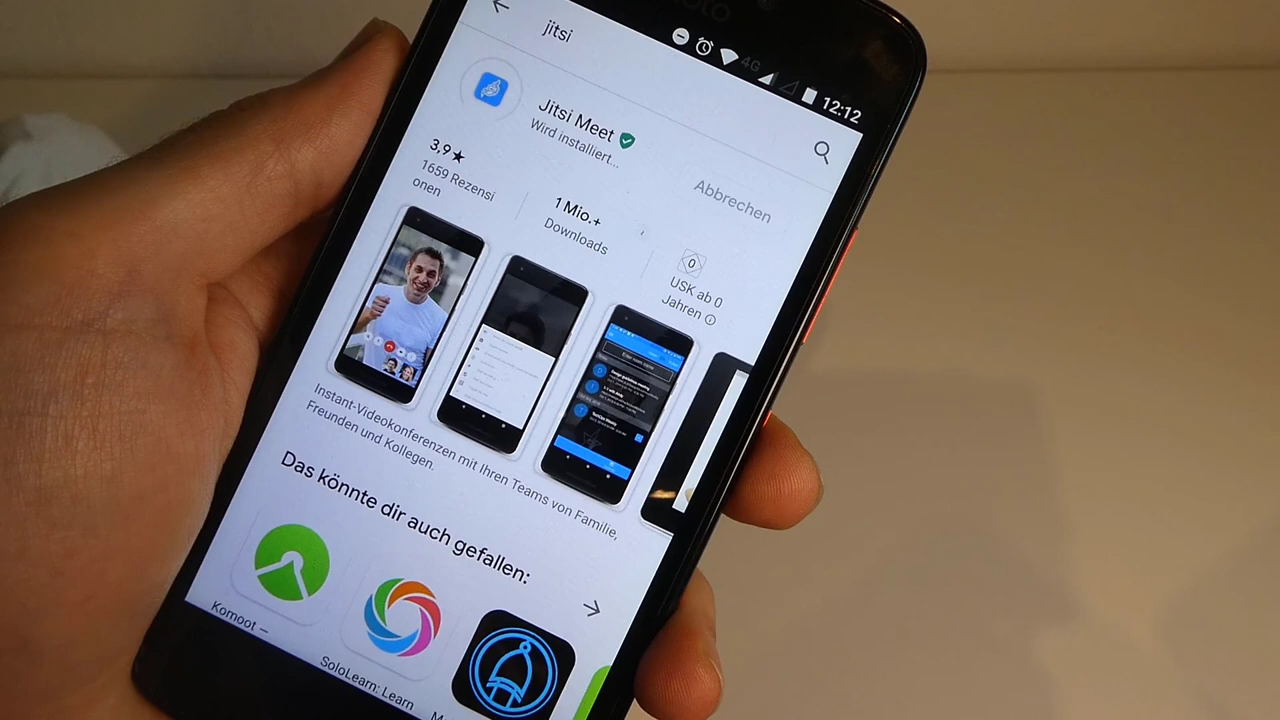 moto
4G
12:12
jitsi
Jitsi Meet
Wird installiert...
Abbrechen
3,9★
1659 Rezensi
onen
1 Mio.+
Downloads
0
USK ab 0
Jahren
Instant-Videokonferenzen mit Ihren Teams von Familie,
Freunden und Kollegen.
Das könnte dir auch gefallen:
Komoot –
SoloLearn: Learn